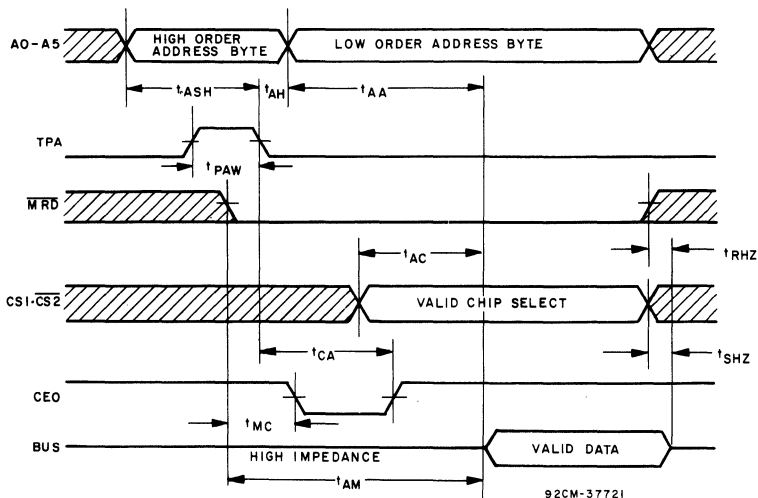 A0-A5
HIGH ORDER
ADDRESS BYTE
LOW ORDER ADDRESS BYTE
tASH
tAH
tAA
TPA
tPAW
MRD
tAC
tRHZ
CS1-CS2
VALID CHIP SELECT
tCA
tSHZ
CEO
tMC
BUS
HIGH IMPEDANCE
VALID DATA
tAM
92CM-37721